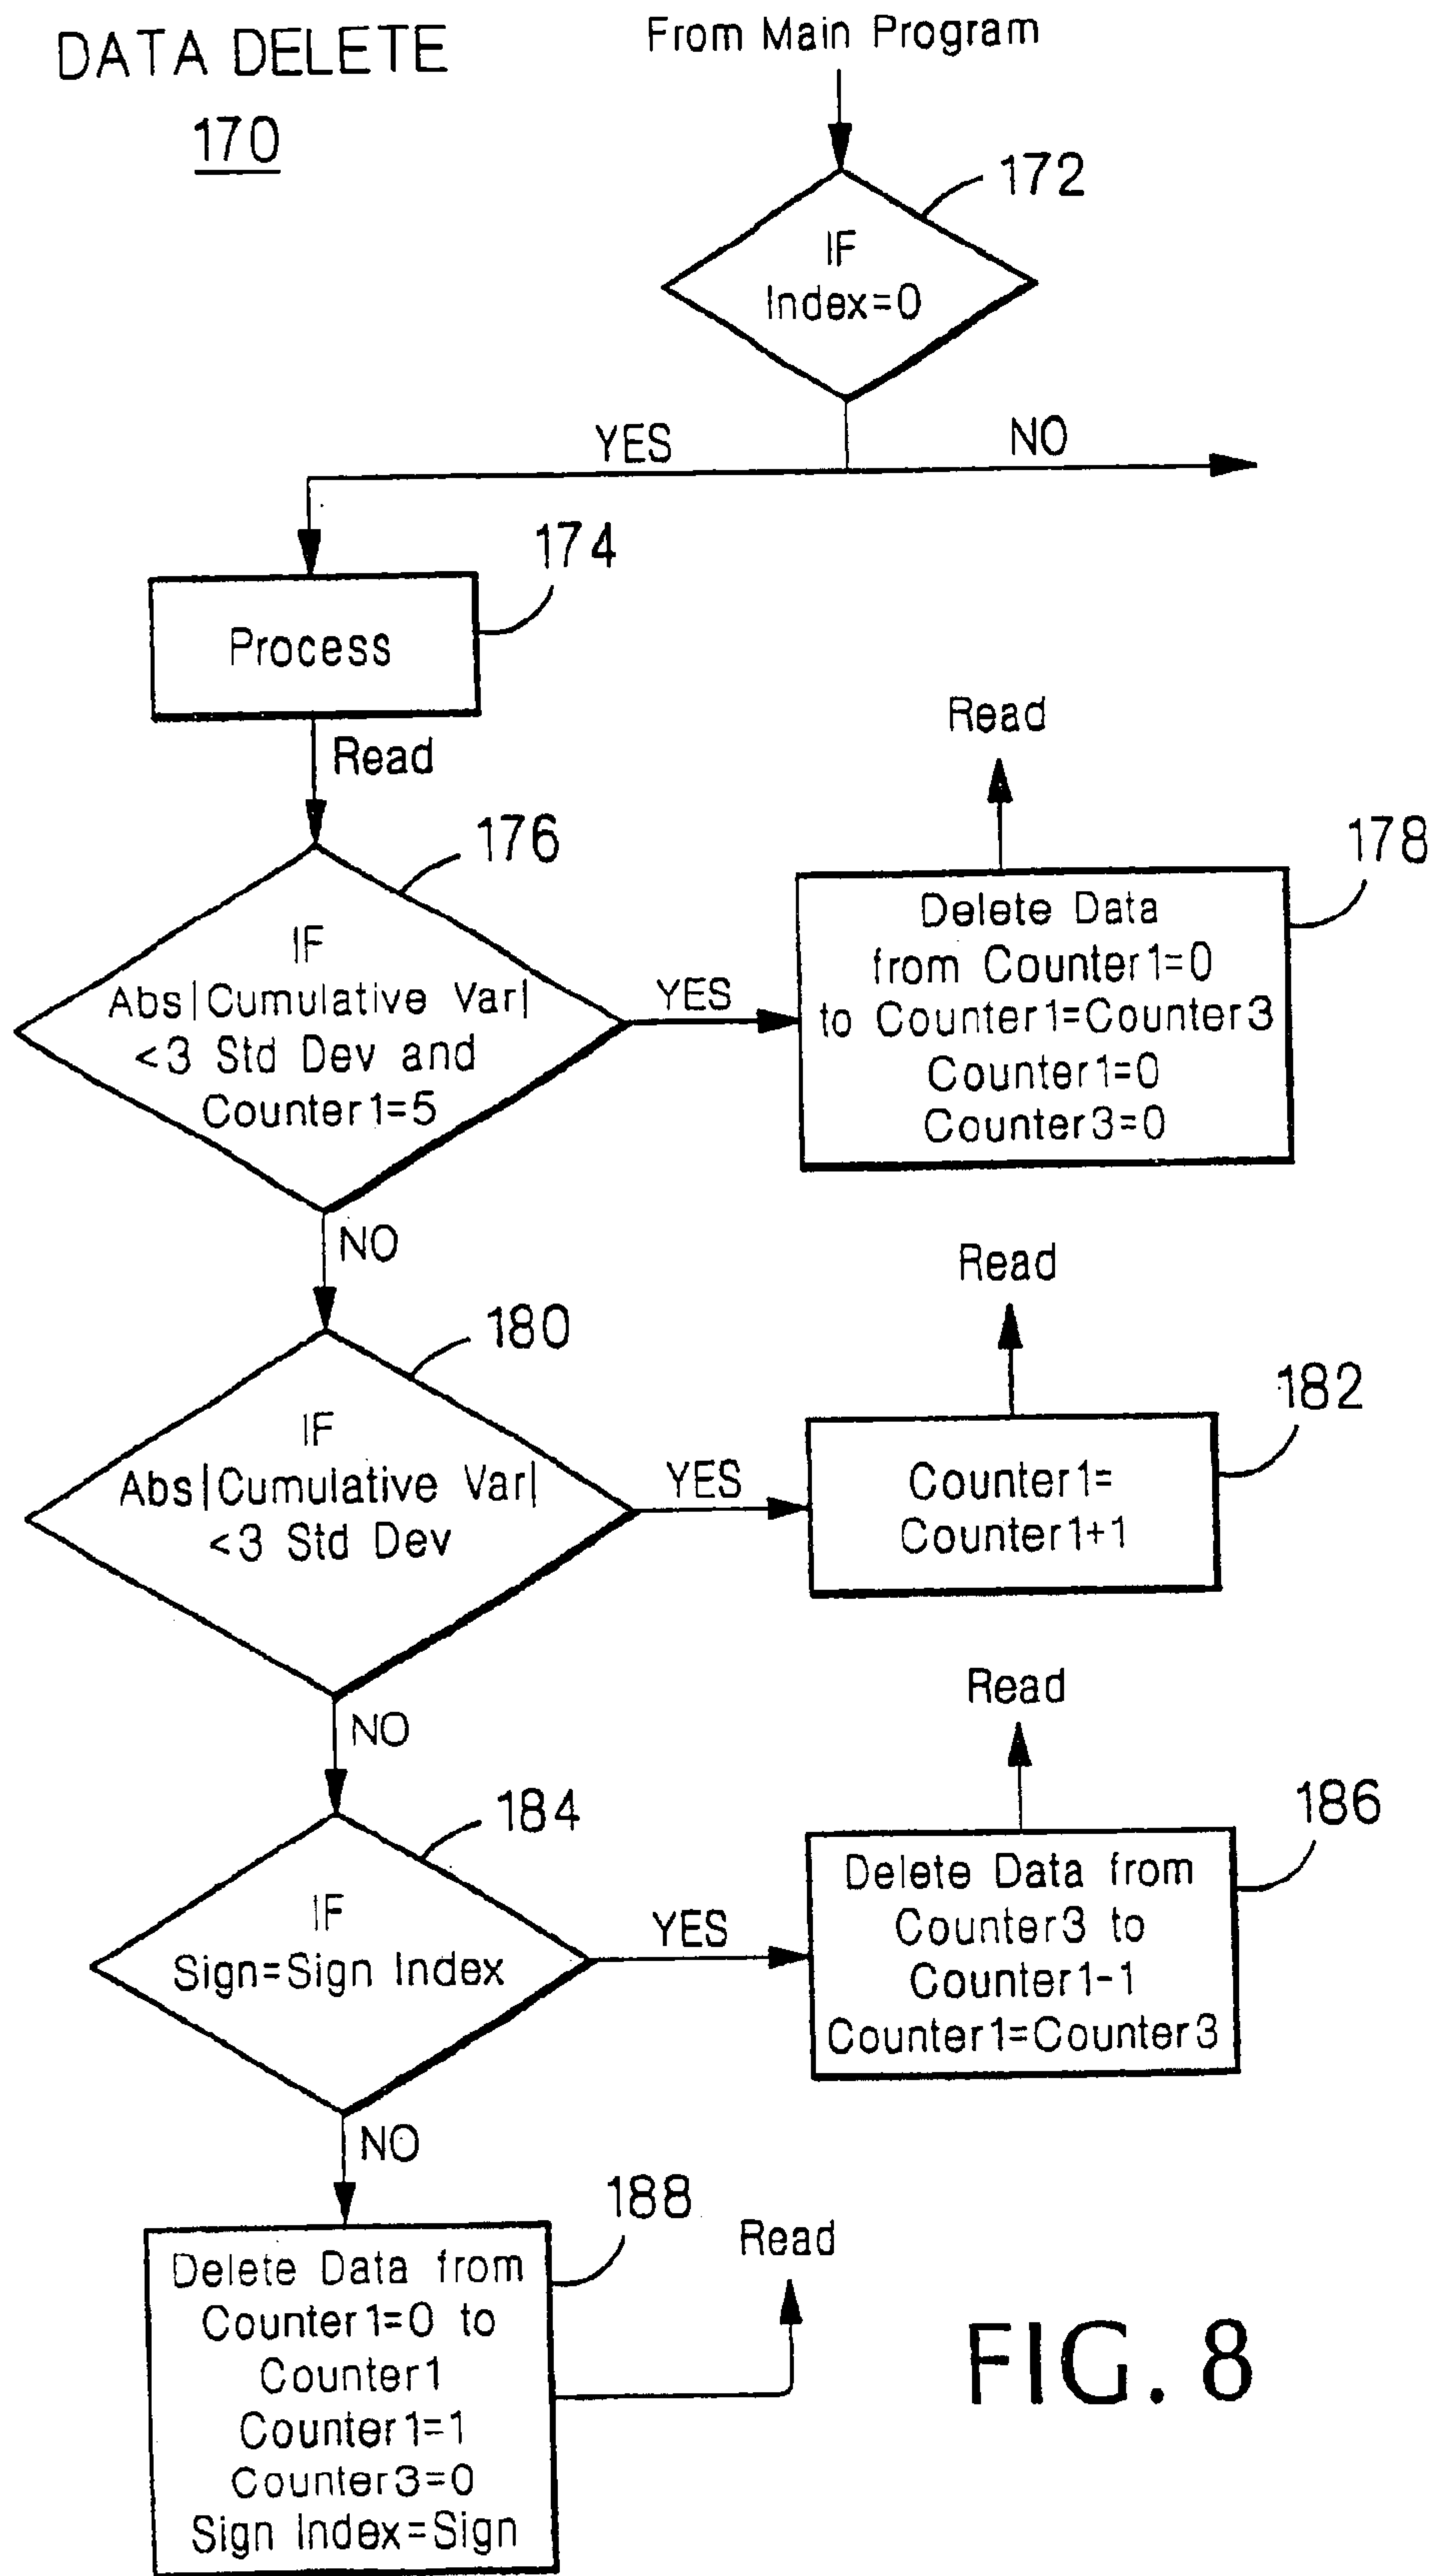 DATA DELETE
170
From Main Program
172
IF
Index=0
YES
NO
174
Process
Read
176
IF
Abs|Cumulative Var|
<3 Std Dev and
Counter1=5
YES
Read
178
Delete Data
from Counter1=0
to Counter1=Counter3
Counter1=0
Counter3=0
NO
180
IF
Abs|Cumulative Var|
<3 Std Dev
YES
Read
182
Counter1=
Counter1+1
NO
184
IF
Sign=Sign Index
YES
Read
186
Delete Data from
Counter3 to
Counter1-1
Counter1=Counter3
NO
188
Delete Data from
Counter1=0 to
Counter1
Counter1=1
Counter3=0
Sign Index=Sign
Read
FIG. 8